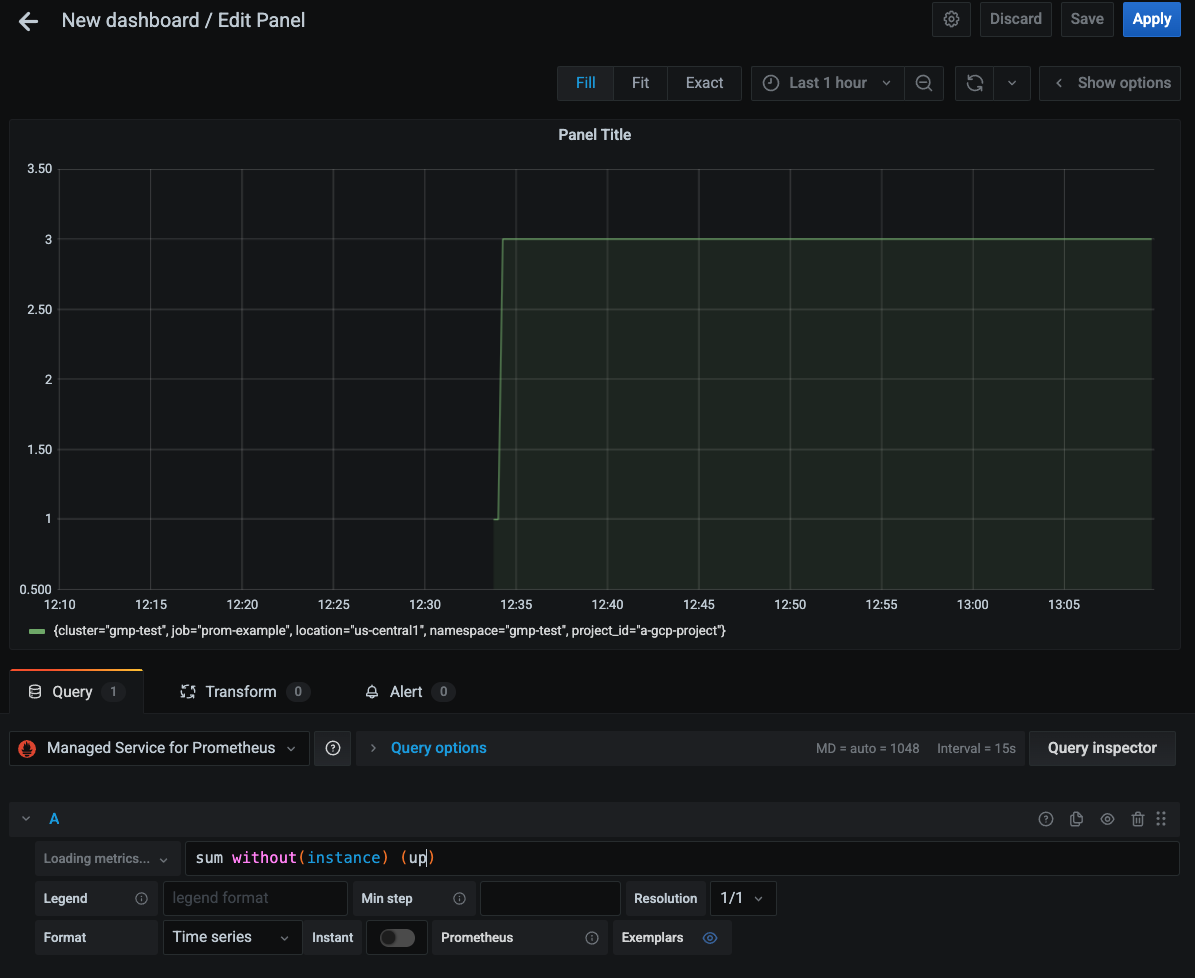 New dashboard / Edit Panel
Discard
Save
Apply
Fill
Fit
Exact
Last 1 hour
Show options
Panel Title
3.50
3
2.50
2
1.50
1
0.500
12:10 12:15 12:20 12:25 12:30 12:35 12:40 12:45 12:50 12:55 13:00 13:05
{cluster="gmp-test", job="prom-example", location="us-central1", namespace="gmp-test", project_id="a-gcp-project"}
Query 1
Transform 0
Alert 0
Managed Service for Prometheus
Query options
MD = auto = 1048
Interval = 15s
Query inspector
A
Loading metrics...
sum without(instance) (up)
Legend
legend format
Min step
Resolution
1/1
Format
Time series
Instant
Prometheus
Exemplars